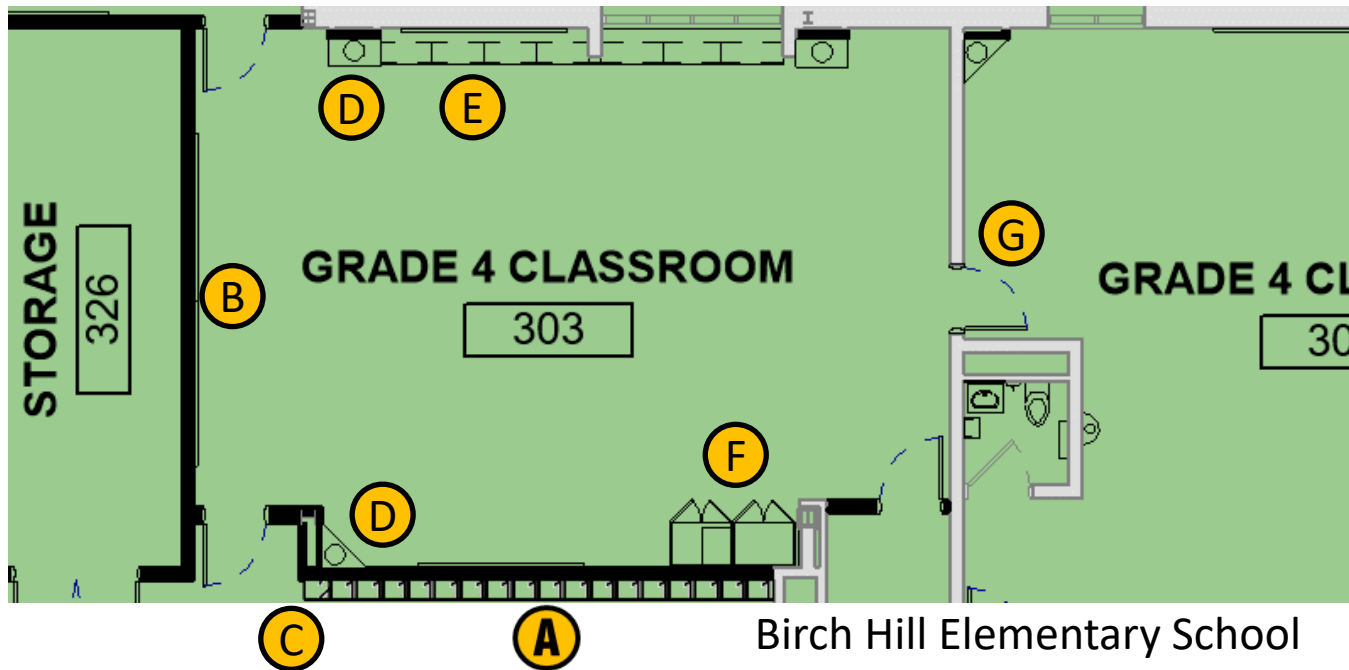 D
E
STORAGE
326
GRADE 4 CLASSROOM
303
B
G
GRADE 4 CL
30
F
D
C
A
Birch Hill Elementary School